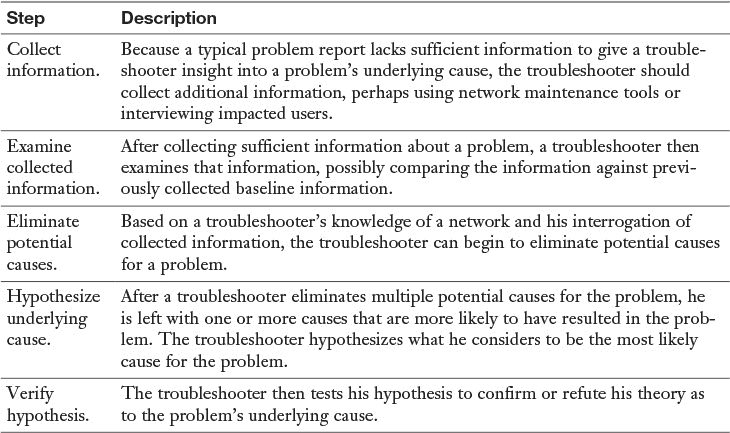 Step Description
Collect Because a typical problem report lacks sufficient information to give a trouble-
information. shooter insight into a problem's underlying cause, the troubleshooter should
collect additional information, perhaps using network maintenance tools or
interviewing impacted users.
Examine After collecting sufficient information about a problem, a troubleshooter then
collected examines that information, possibly comparing the information against previ-
information. ously collected baseline information.
Eliminate Based on a troubleshooter's knowledge of a network and his interrogation of
potential collected information, the troubleshooter can begin to eliminate potential causes
causes. for a problem.
Hypothesize After a troubleshooter eliminates multiple potential causes for the problem, he
underlying is left with one or more causes that are more likely to have resulted in the prob-
cause. lem. The troubleshooter hypothesizes what he considers to be the most likely
cause for the problem.
Verify The troubleshooter then tests his hypothesis to confirm or refute his theory as
hypothesis. to the problem's underlying cause.